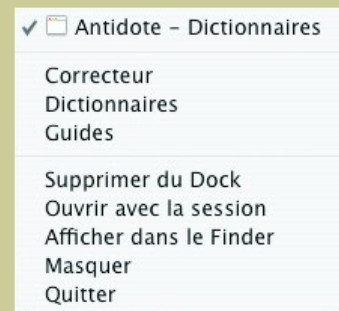 Antidote – Dictionnaires
Correcteur
Dictionnaires
Guides
Supprimer du Dock
Ouvrir avec la session
Afficher dans le Finder
Masquer
Quitter